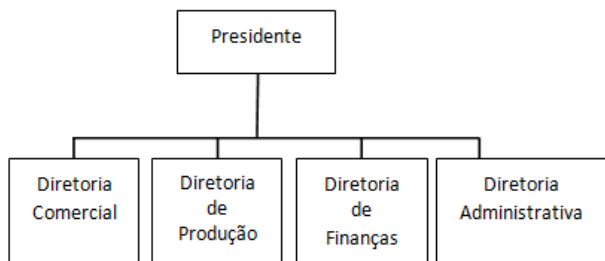 Presidente
Diretoria
Comercial
Diretoria
de
Produção
Diretoria
de
Finanças
Diretoria
Administrativa